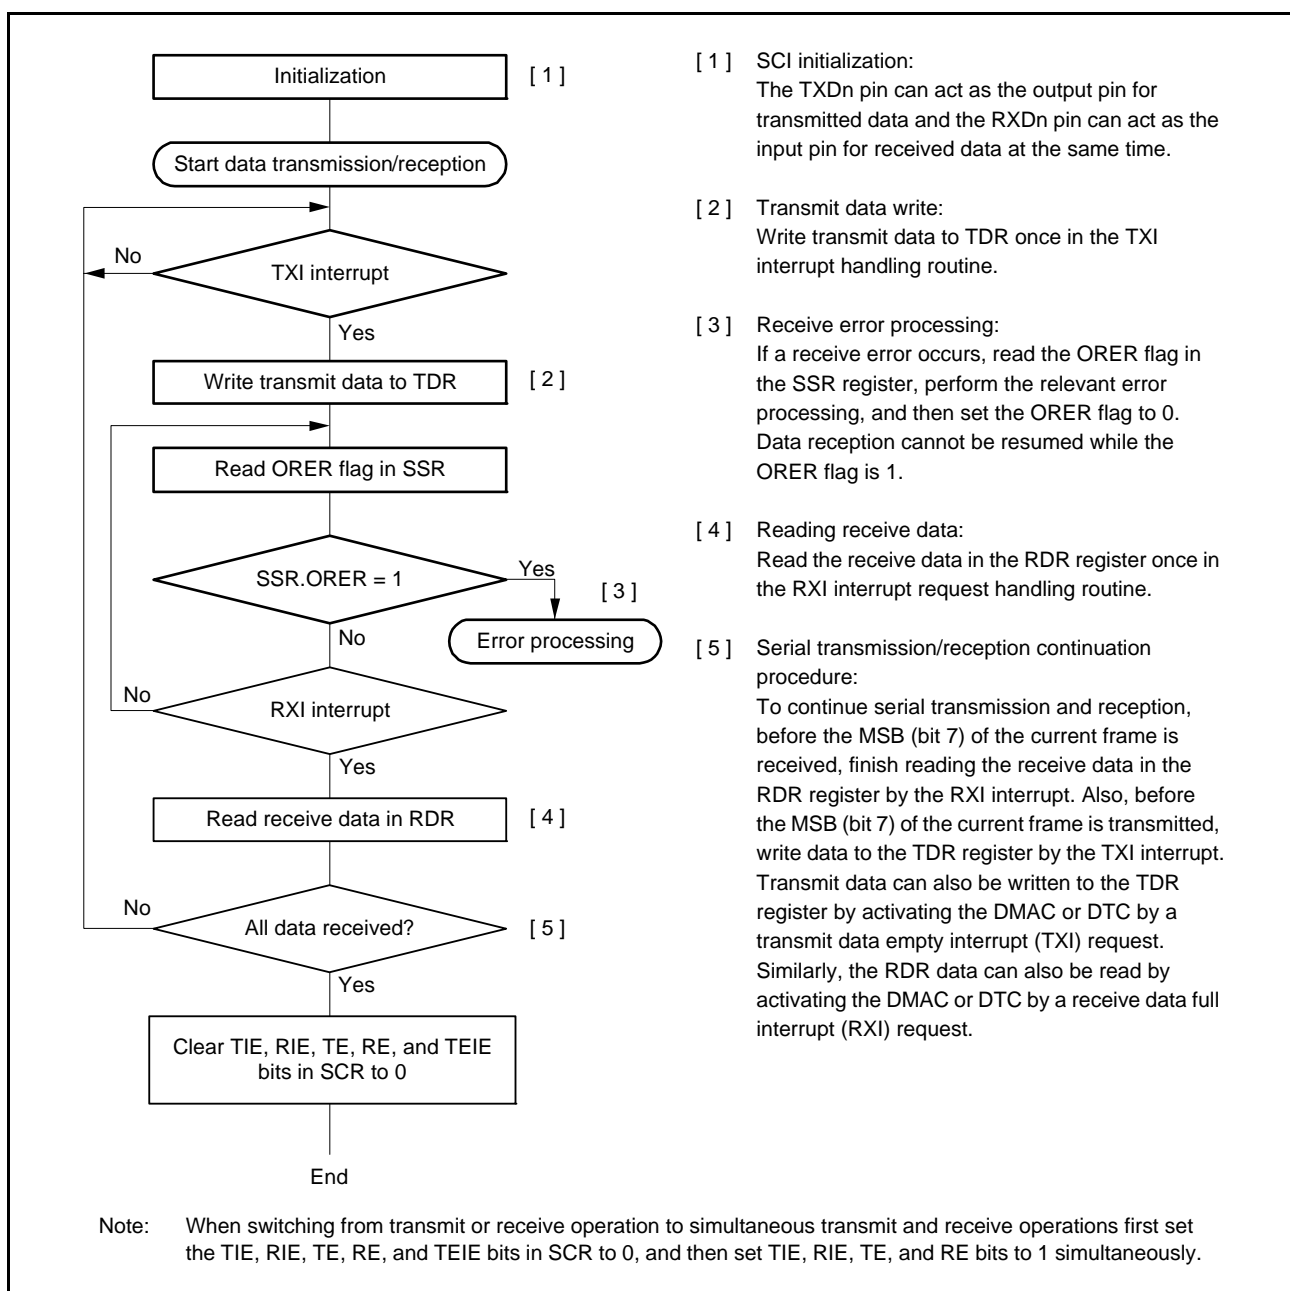 Initialization
[ 1 ]
Start data transmission/reception
No
TXI interrupt
Yes
Write transmit data to TDR
[ 2 ]
Read ORER flag in SSR
SSR.ORER = 1
Yes
[ 3 ]
Error processing
No
No
RXI interrupt
Yes
Read receive data in RDR
[ 4 ]
No
All data received?
[ 5 ]
Yes
Clear TIE, RIE, TE, RE, and TEIE
bits in SCR to 0
End
[ 1 ] SCI initialization:
The TXDn pin can act as the output pin for
transmitted data and the RXDn pin can act as the
input pin for received data at the same time.
[ 2 ] Transmit data write:
Write transmit data to TDR once in the TXI
interrupt handling routine.
[ 3 ] Receive error processing:
If a receive error occurs, read the ORER flag in
the SSR register, perform the relevant error
processing, and then set the ORER flag to 0.
Data reception cannot be resumed while the
ORER flag is 1.
[ 4 ] Reading receive data:
Read the receive data in the RDR register once in
the RXI interrupt request handling routine.
[ 5 ] Serial transmission/reception continuation
procedure:
To continue serial transmission and reception,
before the MSB (bit 7) of the current frame is
received, finish reading the receive data in the
RDR register by the RXI interrupt. Also, before
the MSB (bit 7) of the current frame is transmitted,
write data to the TDR register by the TXI interrupt.
Transmit data can also be written to the TDR
register by activating the DMAC or DTC by a
transmit data empty interrupt (TXI) request.
Similarly, the RDR data can also be read by
activating the DMAC or DTC by a receive data full
interrupt (RXI) request.
Note: When switching from transmit or receive operation to simultaneous transmit and receive operations first set
the TIE, RIE, TE, RE, and TEIE bits in SCR to 0, and then set TIE, RIE, TE, and RE bits to 1 simultaneously.